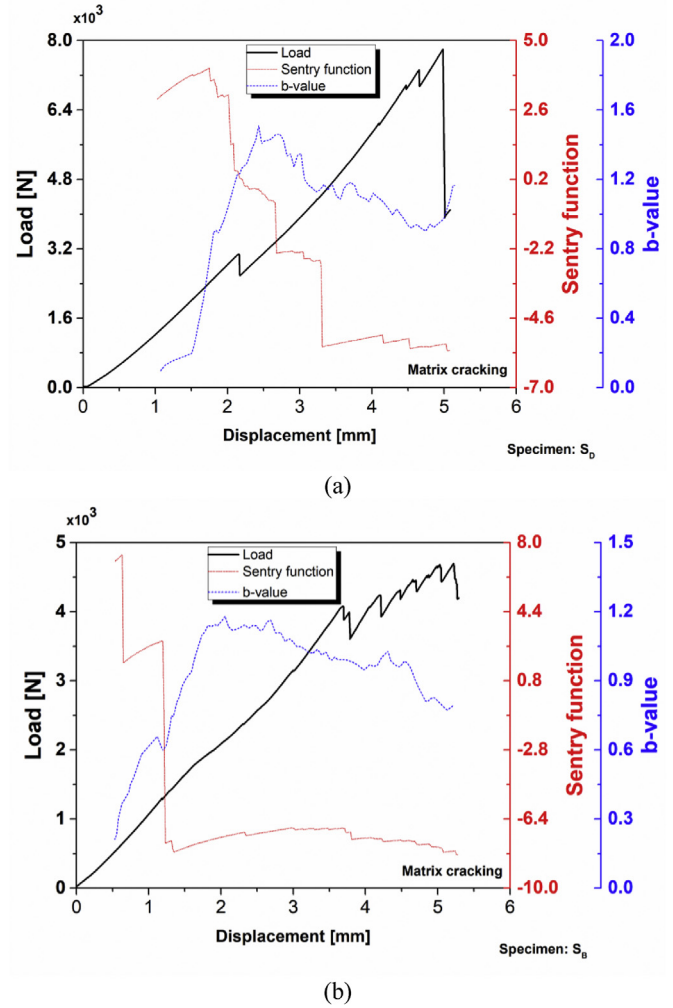 x10³
8.0
6.4
4.8
3.2
1.6
0.0
Load [N]
Load
Sentry function
b-value
5.0
2.6
0.2
-2.2
-4.6
-7.0
Sentry function
2.0
1.6
1.2
0.8
0.4
0.0
b-value
Matrix cracking
0 1 2 3 4 5 6
Displacement [mm]
Specimen: S_D
(a)
x10³
5
4
3
2
1
0
Load [N]
Load
Sentry function
b-value
8.0
4.4
0.8
-2.8
-6.4
-10.0
Sentry function
1.5
1.2
0.9
0.6
0.3
0.0
b-value
Matrix cracking
0 1 2 3 4 5 6
Displacement [mm]
Specimen: S_B
(b)